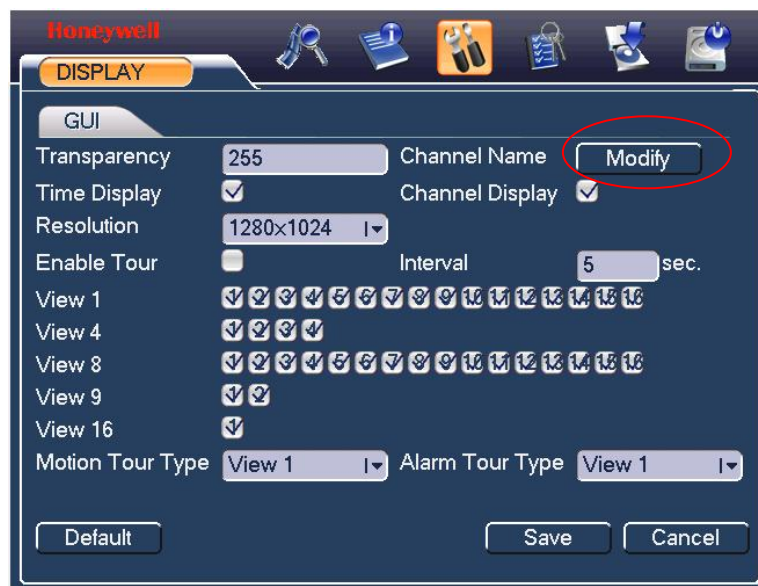 Honeywell
DISPLAY
GUI
Transparency 255 Channel Name Modify
Time Display Channel Display
Resolution 1280x1024
Enable Tour Interval 5 sec.
View 1 1 2 3 4 5 6 7 8 9 10 11 12 13 14 15 16
View 4 1 2 3 4
View 8 1 2 3 4 5 6 7 8 9 10 11 12 13 14 15 16
View 9 1 2
View 16 1
Motion Tour Type View 1 Alarm Tour Type View 1
Default Save Cancel